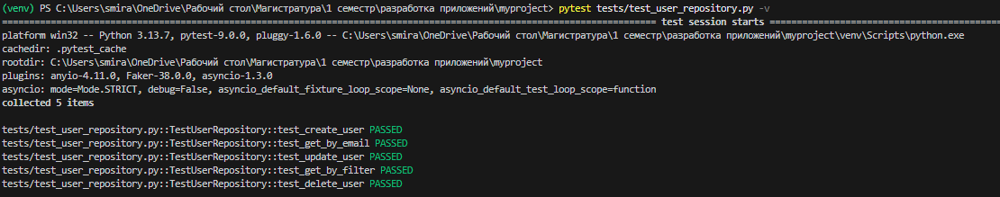 (venv) PS C:\Users\smira\OneDrive\Рабочий стол\Магистратура\1 семестр\разработка приложений\myproject> pytest tests/test_user_repository.py -v
============================================================ test session starts ============================================================
platform win32 -- Python 3.13.7, pytest-9.0.0, pluggy-1.6.0 -- C:\Users\smira\OneDrive\Рабочий стол\Магистратура\1 семестр\разработка приложений\myproject\venv\Scripts\python.exe
cachedir: .pytest_cache
rootdir: C:\Users\smira\OneDrive\Рабочий стол\Магистратура\1 семестр\разработка приложений\myproject
plugins: anyio-4.11.0, Faker-38.0.0, asyncio-1.3.0
asyncio: mode=Mode.STRICT, debug=False, asyncio_default_fixture_loop_scope=None, asyncio_default_test_loop_scope=function
collected 5 items
tests/test_user_repository.py::TestUserRepository::test_create_user PASSED
tests/test_user_repository.py::TestUserRepository::test_get_by_email PASSED
tests/test_user_repository.py::TestUserRepository::test_update_user PASSED
tests/test_user_repository.py::TestUserRepository::test_get_by_filter PASSED
tests/test_user_repository.py::TestUserRepository::test_delete_user PASSED